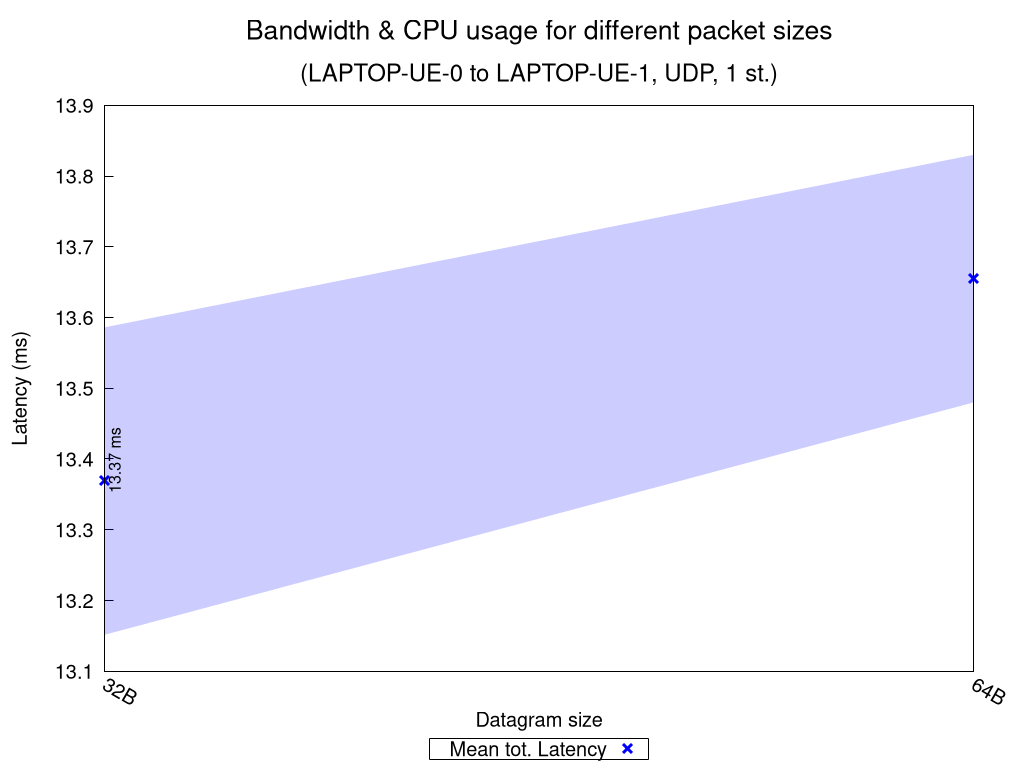 Bandwidth & CPU usage for different packet sizes
(LAPTOP-UE-0 to LAPTOP-UE-1, UDP, 1 st.)
13.9
13.8
13.7
13.6
13.5
13.4
13.3
13.2
13.1
Latency (ms)
13.37 ms
32B
64B
Datagram size
Mean tot. Latency